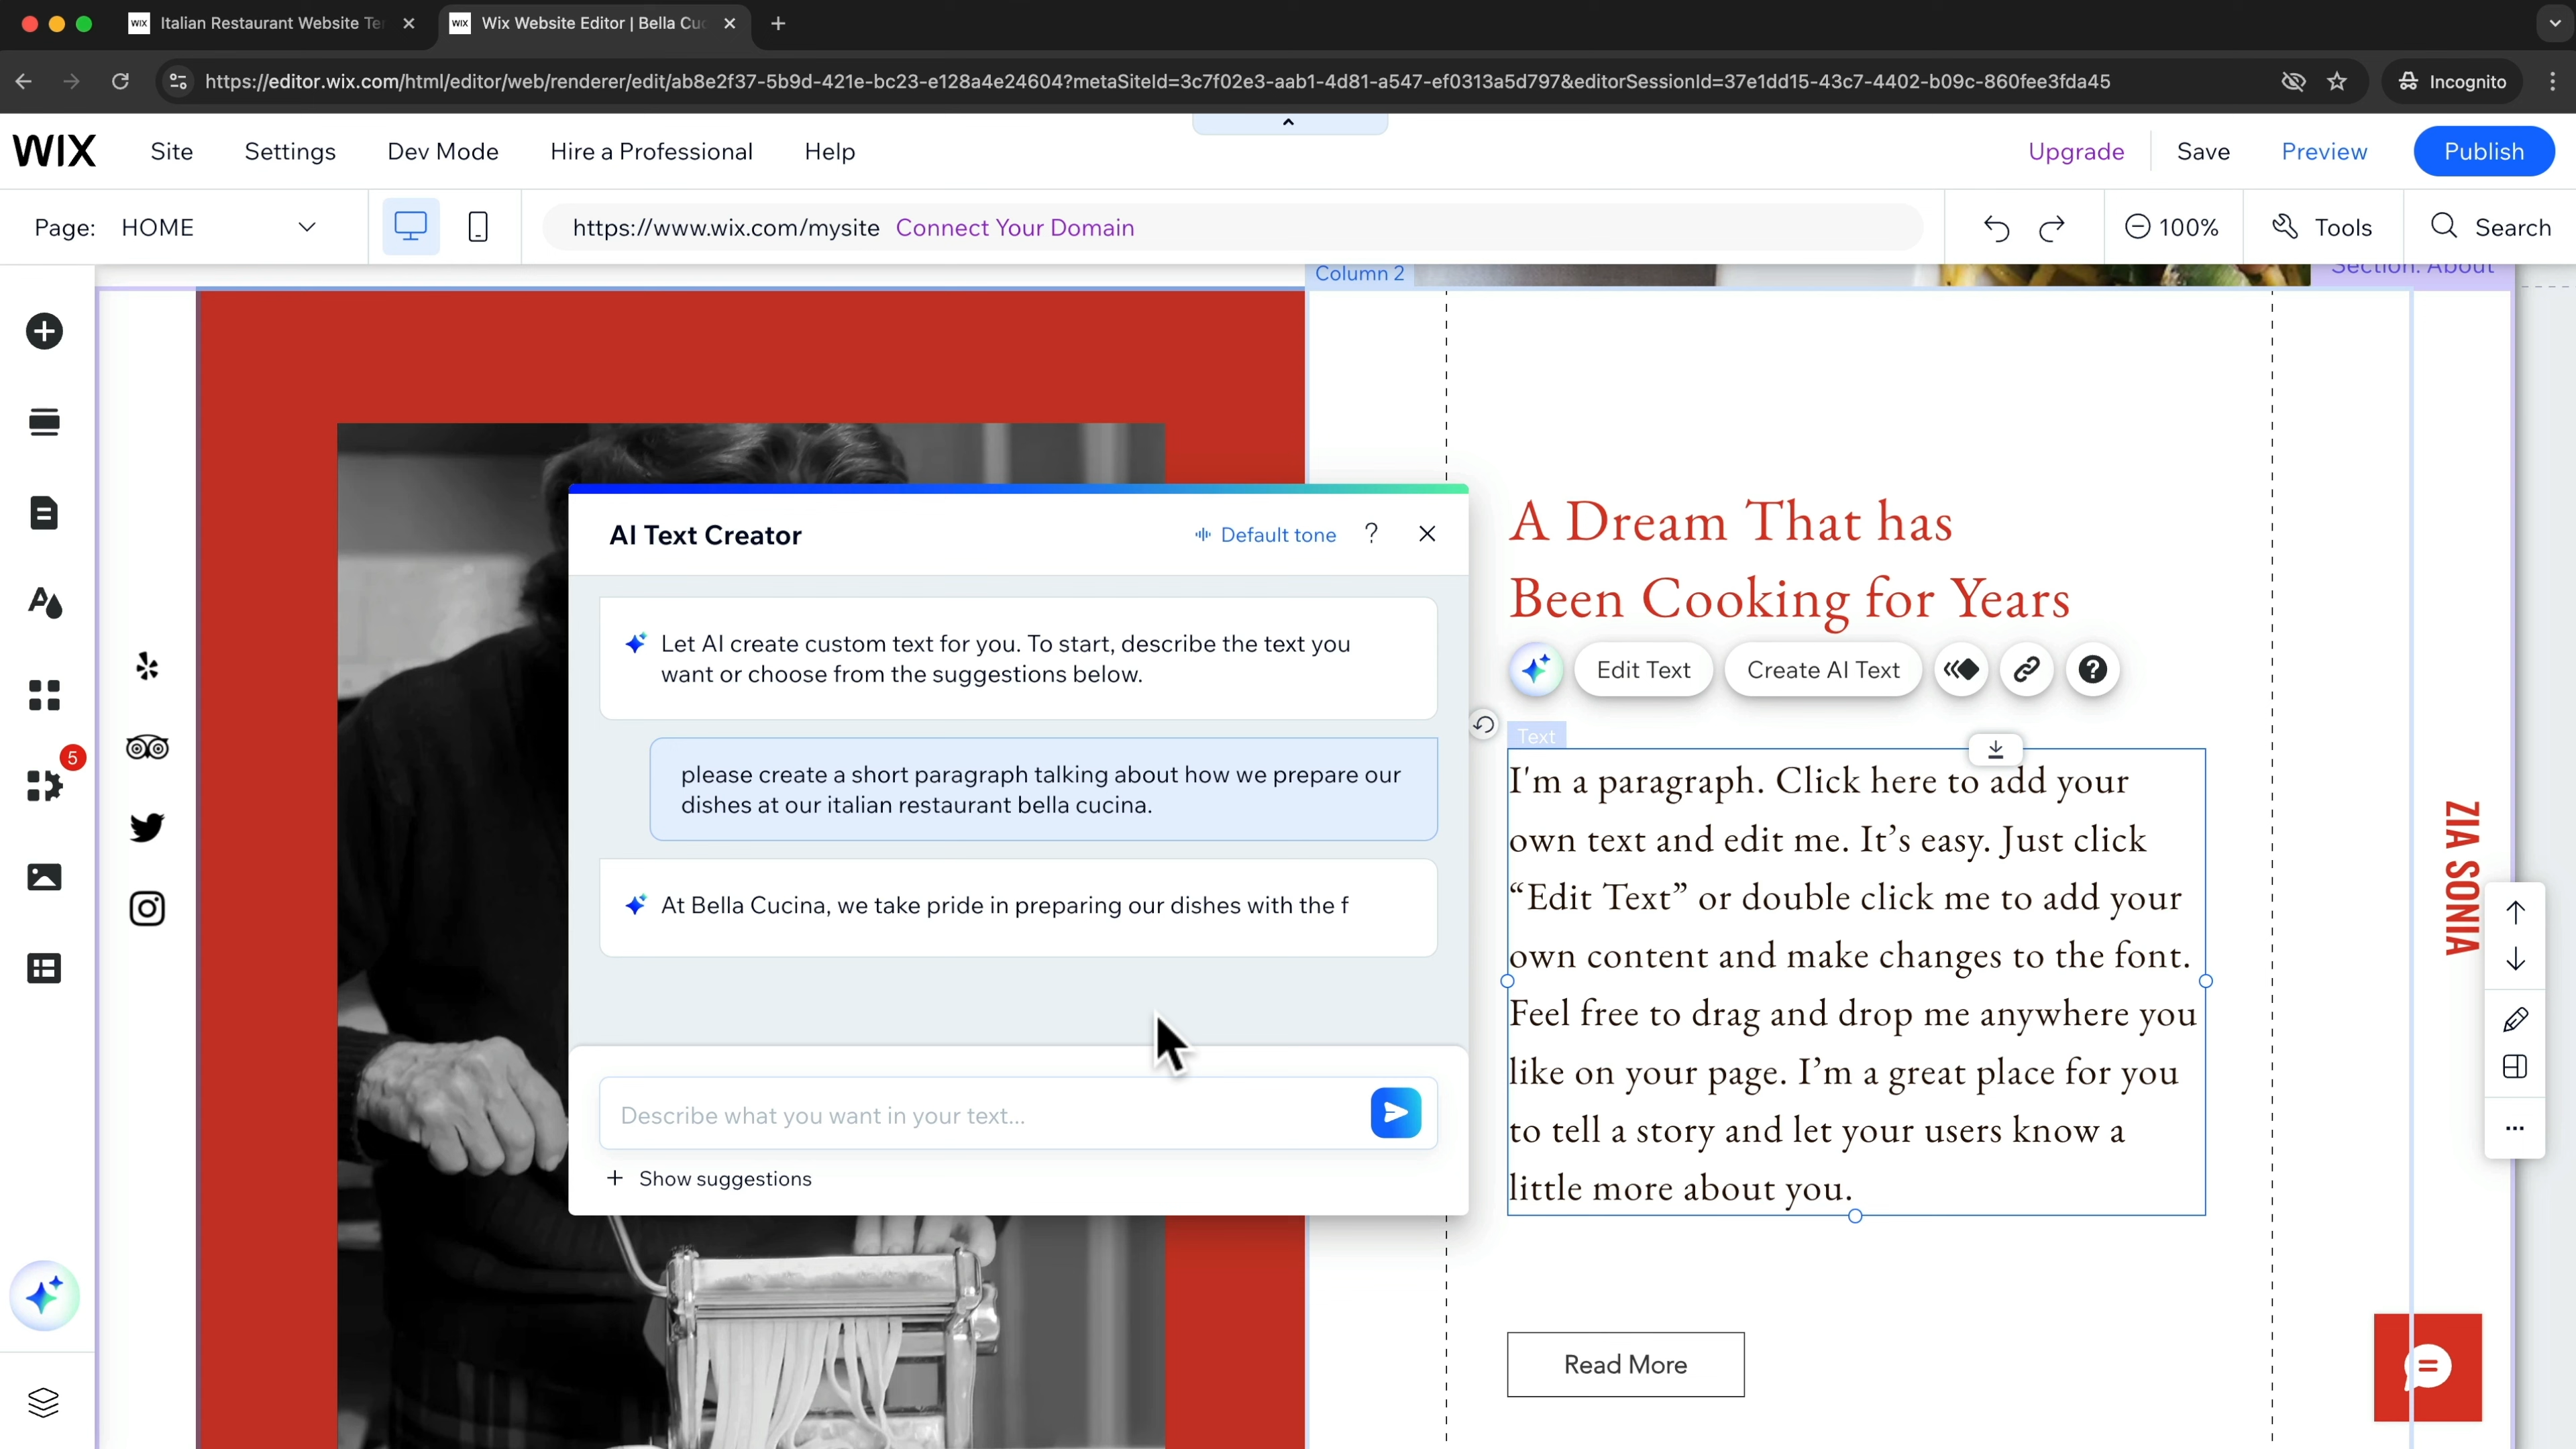 WIX Italian Restaurant Website Ter
WIX Wix Website Editor | Bella Cuc
https://editor.wix.com/html/editor/web/renderer/edit/ab8e2f37-5b9d-421e-bc23-e128a4e24604?metaSiteId=3c7f02e3-aab1-4d81-a547-ef0313a5d797&editorSessionId=37e1dd15-43c7-4402-b09c-860fee3fda45
Incognito
WIX Site Settings Dev Mode Hire a Professional Help
Upgrade Save Preview Publish
Page: HOME
https://www.wix.com/mysite Connect Your Domain
100% Tools Search
Column 2
Section: About
5
AI Text Creator
Default tone ?
Let AI create custom text for you. To start, describe the text you
want or choose from the suggestions below.
please create a short paragraph talking about how we prepare our
dishes at our italian restaurant bella cucina.
At Bella Cucina, we take pride in preparing our dishes with the f
Describe what you want in your text...
+ Show suggestions
A Dream That has
Been Cooking for Years
Edit Text Create AI Text ?
Text
I'm a paragraph. Click here to add your
own text and edit me. It’s easy. Just click
“Edit Text” or double click me to add your
own content and make changes to the font.
Feel free to drag and drop me anywhere you
like on your page. I’m a great place for you
to tell a story and let your users know a
little more about you.
Read More
ZIA SONIA